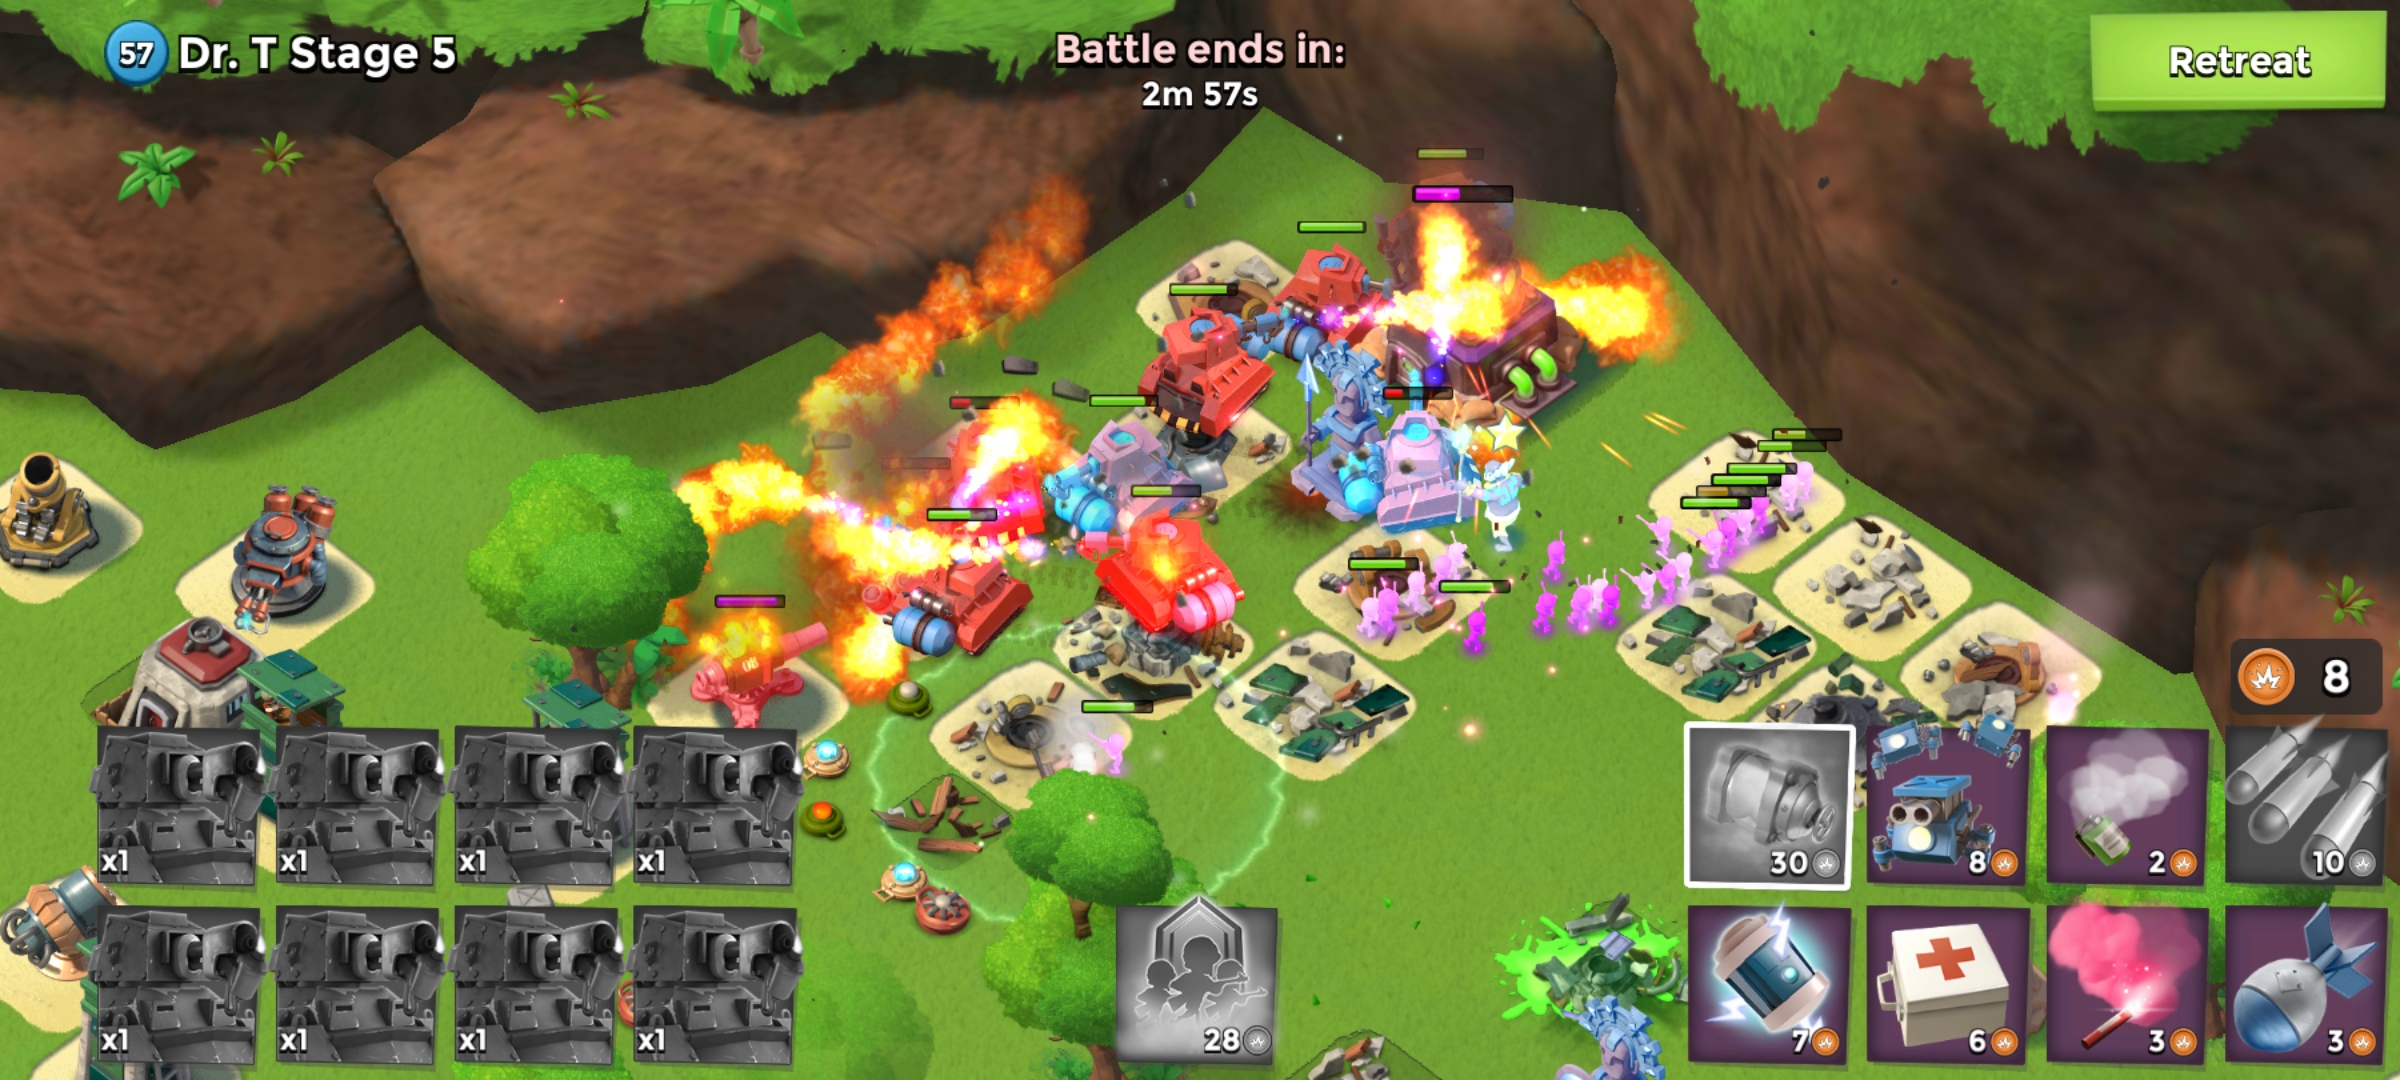 57 Dr. T Stage 5
Battle ends in:
2m 57s
Retreat
08
8
x1 x1 x1 x1
30 8 2 10
x1 x1 x1 x1
28
7 6 3 3